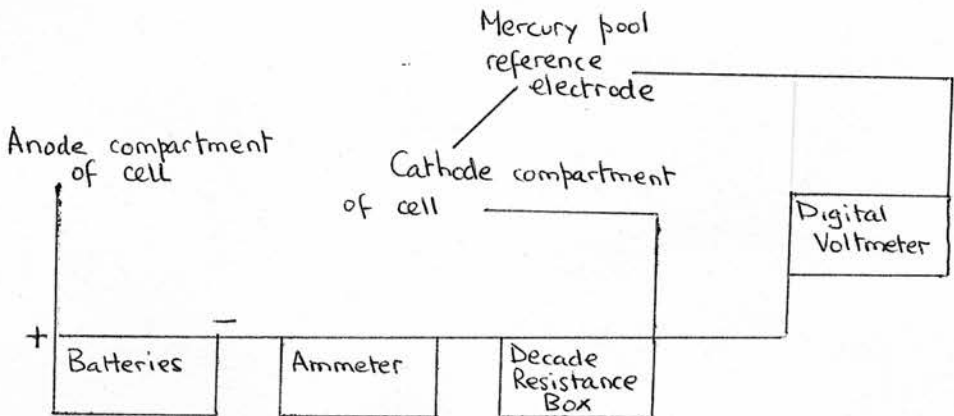 Mercury pool
reference
electrode
Anode compartment
of cell
Cathode compartment
of cell
Digital
Voltmeter
+
−
Batteries
Ammeter
Decade
Resistance
Box